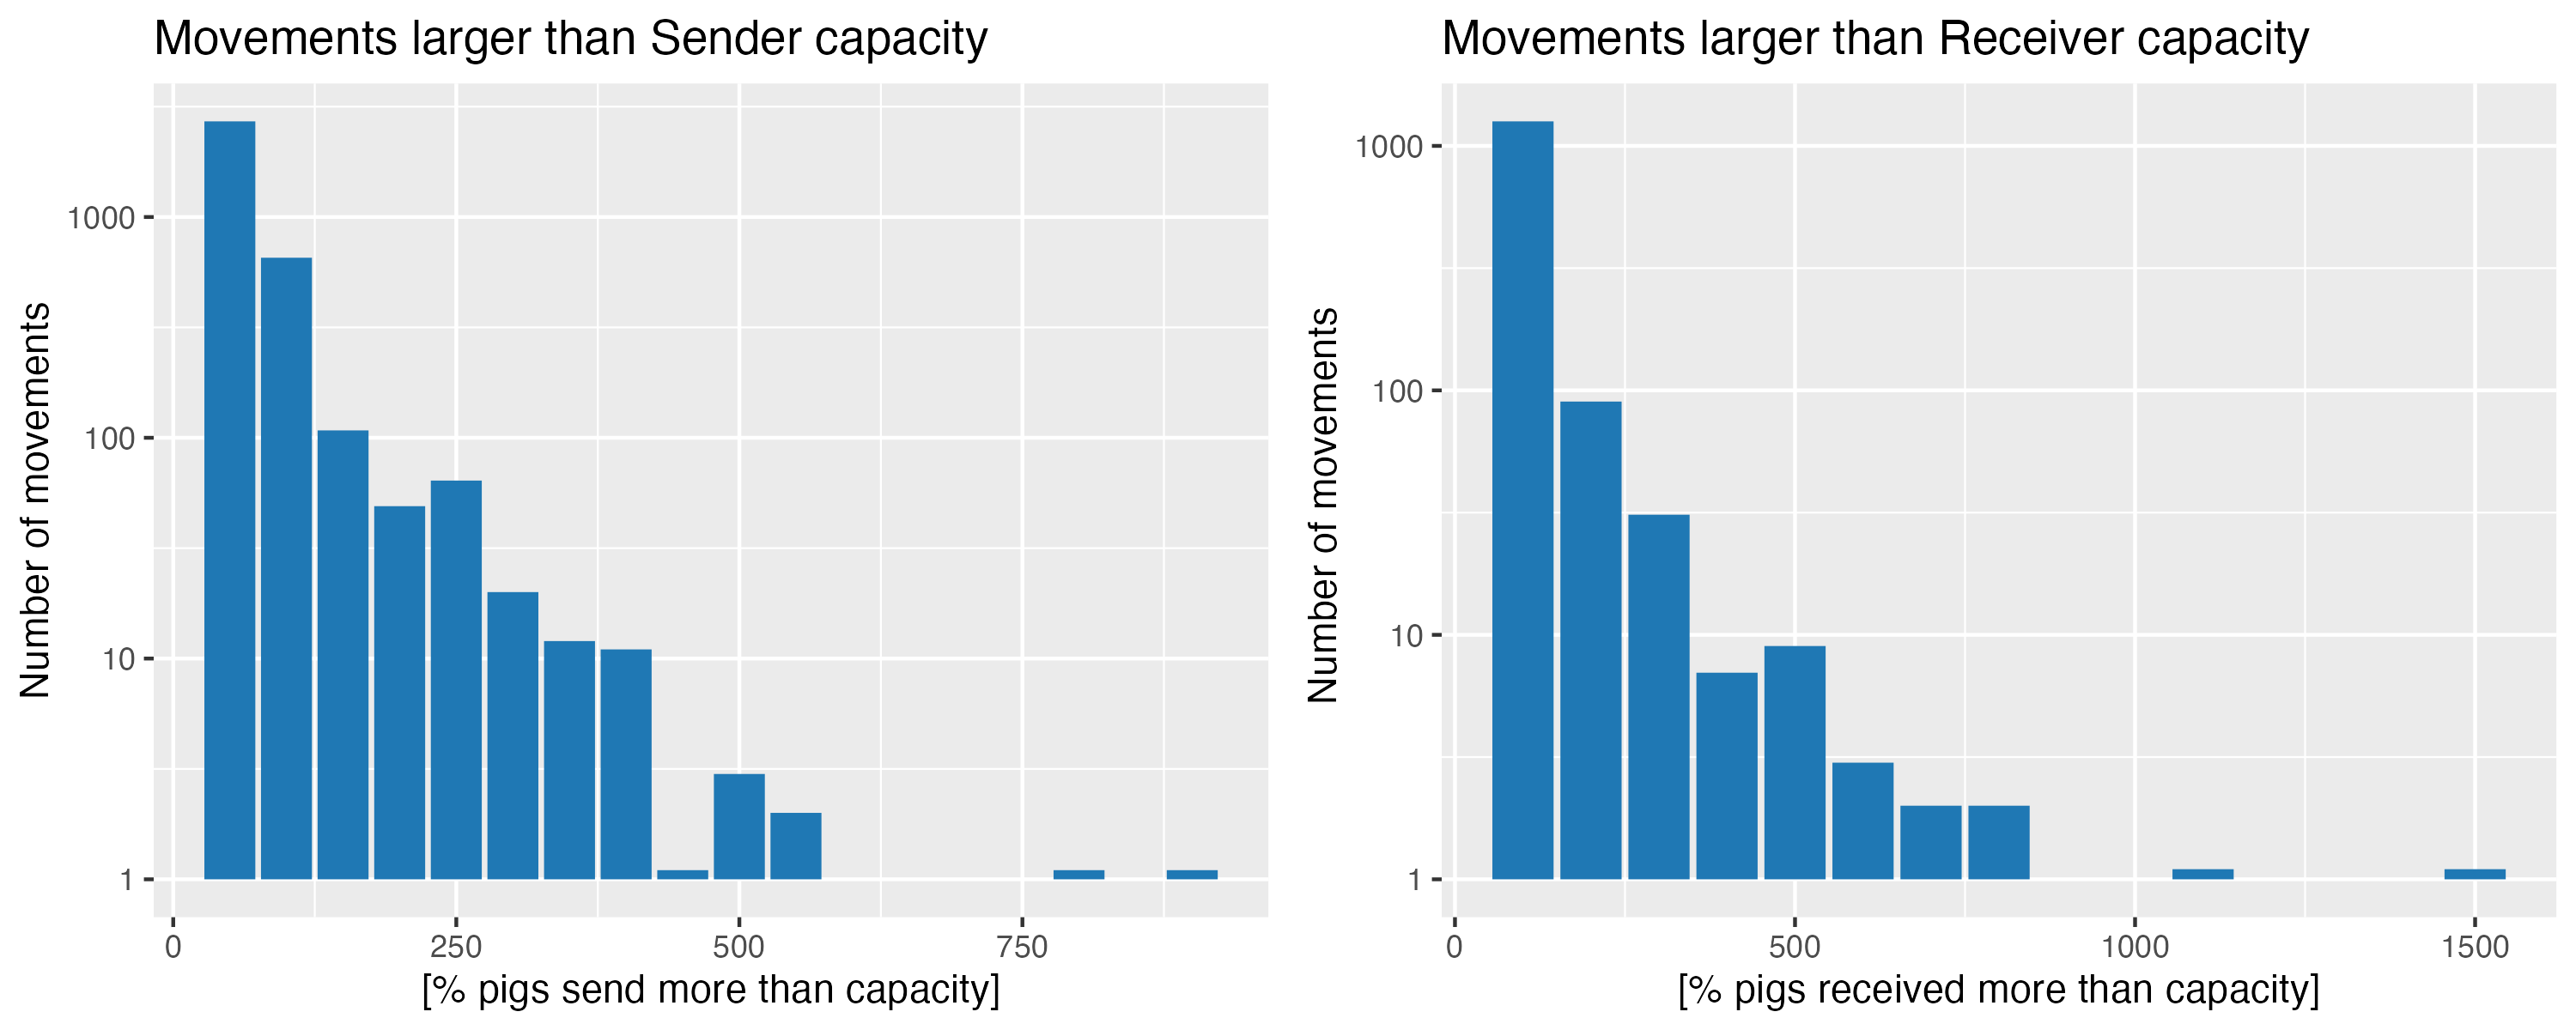 Movements larger than Sender capacity
Number of movements
1000
100
10
1
0 250 500 750
[% pigs send more than capacity]
Movements larger than Receiver capacity
Number of movements
1000
100
10
1
0 500 1000 1500
[% pigs received more than capacity]